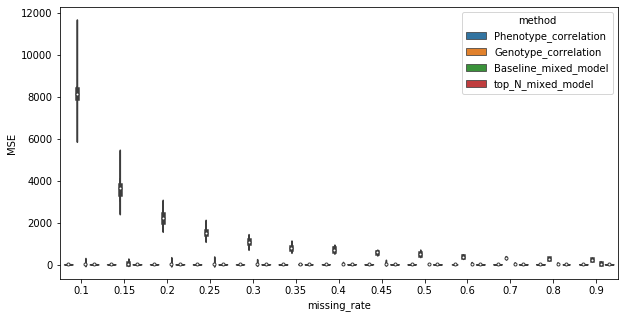 12000
10000
8000
6000
4000
2000
0
MSE
method
Phenotype_correlation
Genotype_correlation
Baseline_mixed_model
top_N_mixed_model
0.1 0.15 0.2 0.25 0.3 0.35 0.4 0.45 0.5 0.6 0.7 0.8 0.9
missing_rate